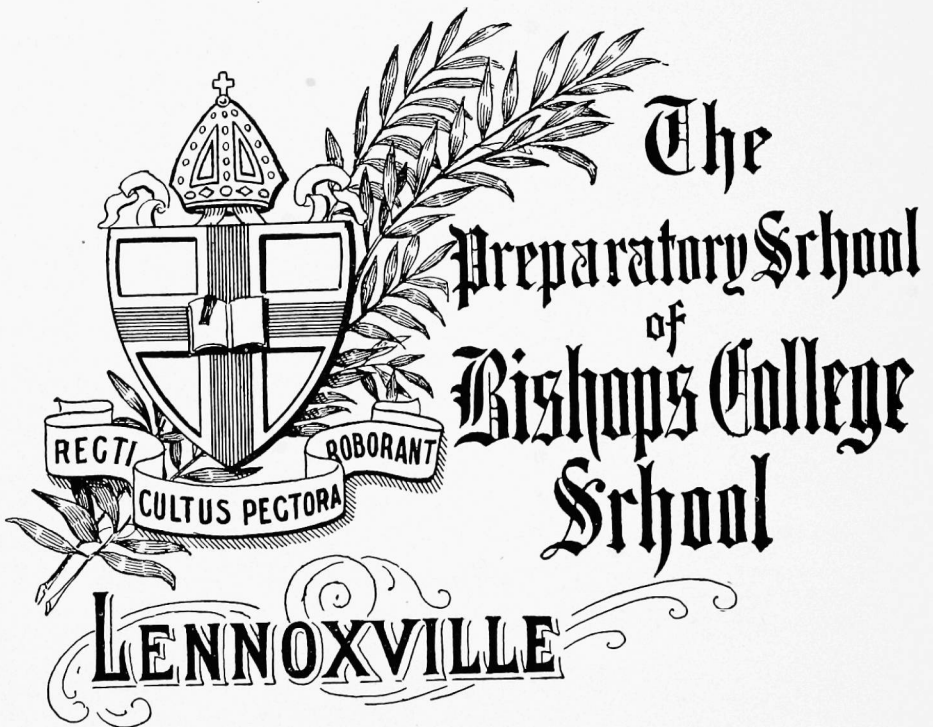 The
Preparatory School
of
Bishops College
School
RECTI CULTUS PECTORA ROBORANT
LENNOXVILLE